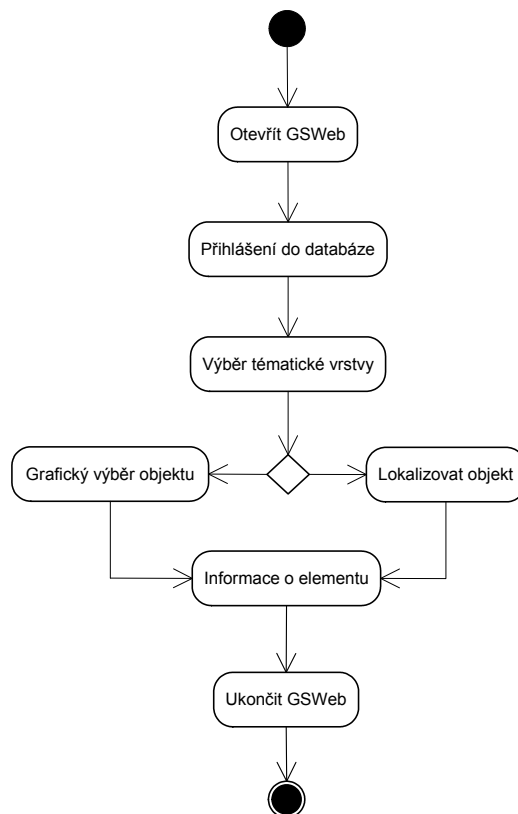 Otevřít GSWeb
Přihlášení do databáze
Výběr tématické vrstvy
Grafický výběr objektu
Lokalizovat objekt
Informace o elementu
Ukončit GSWeb